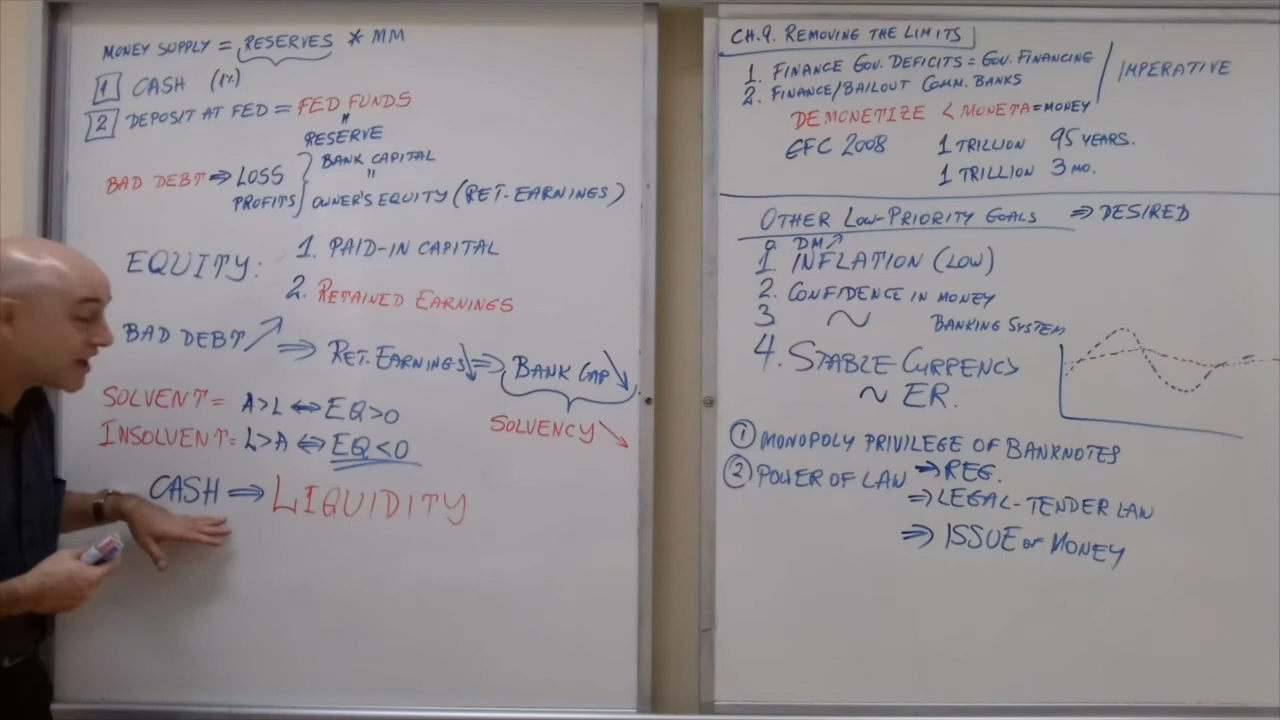 MONEY SUPPLY = RESERVES * MM
1 CASH (1%)
2 DEPOSIT AT FED = FED FUNDS
"
RESERVE
BAD DEBT ⇒ LOSS } BANK CAPITAL
"
PROFITS } OWNER'S EQUITY (RET. EARNINGS)
EQUITY: 1. PAID-IN CAPITAL
2. RETAINED EARNINGS
BAD DEBT ↗ ⇒ RET. EARNINGS ↓ ⇒ BANK CAP ↘
SOLVENCY ↘
SOLVENT = A>L ⇔ EQ>0
INSOLVENT = L>A ⇔ EQ<0
CASH ⇒ LIQUIDITY
CH.9. REMOVING THE LIMITS
1. FINANCE GOV. DEFICITS = GOV. FINANCING
2. FINANCE/BAILOUT COMM. BANKS
IMPERATIVE
DEMONETIZE < MONETA = MONEY
GFC 2008 1 TRILLION 95 YEARS.
1 TRILLION 3 MO.
OTHER LOW-PRIORITY GOALS ⇒ DESIRED
0. DM ↗
1. INFLATION (LOW)
2. CONFIDENCE IN MONEY
3 ~ BANKING SYSTEM
4. STABLE CURRENCY
~ ER.
① MONOPOLY PRIVILEGE OF BANKNOTES
② POWER OF LAW ⇒ REG.
⇒ LEGAL-TENDER LAW
⇒ ISSUE OF MONEY